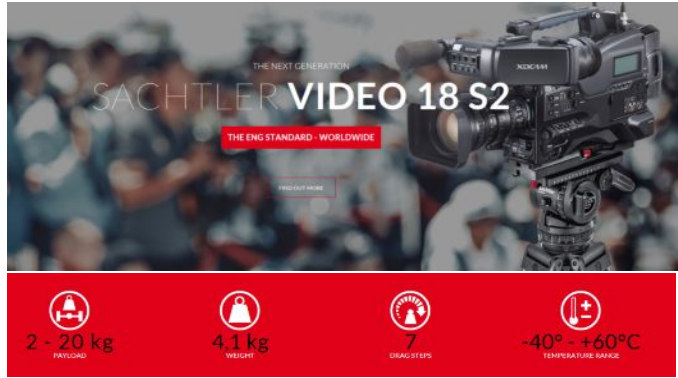 THE NEXT GENERATION
SACHTLER VIDEO 18 S2
THE ENG STANDARD - WORLDWIDE
FIND OUT MORE
XDCAM
2 - 20 kg
PAYLOAD
4,1 kg
WEIGHT
7
DRAG STEPS
-40° - +60°C
TEMPERATURE RANGE